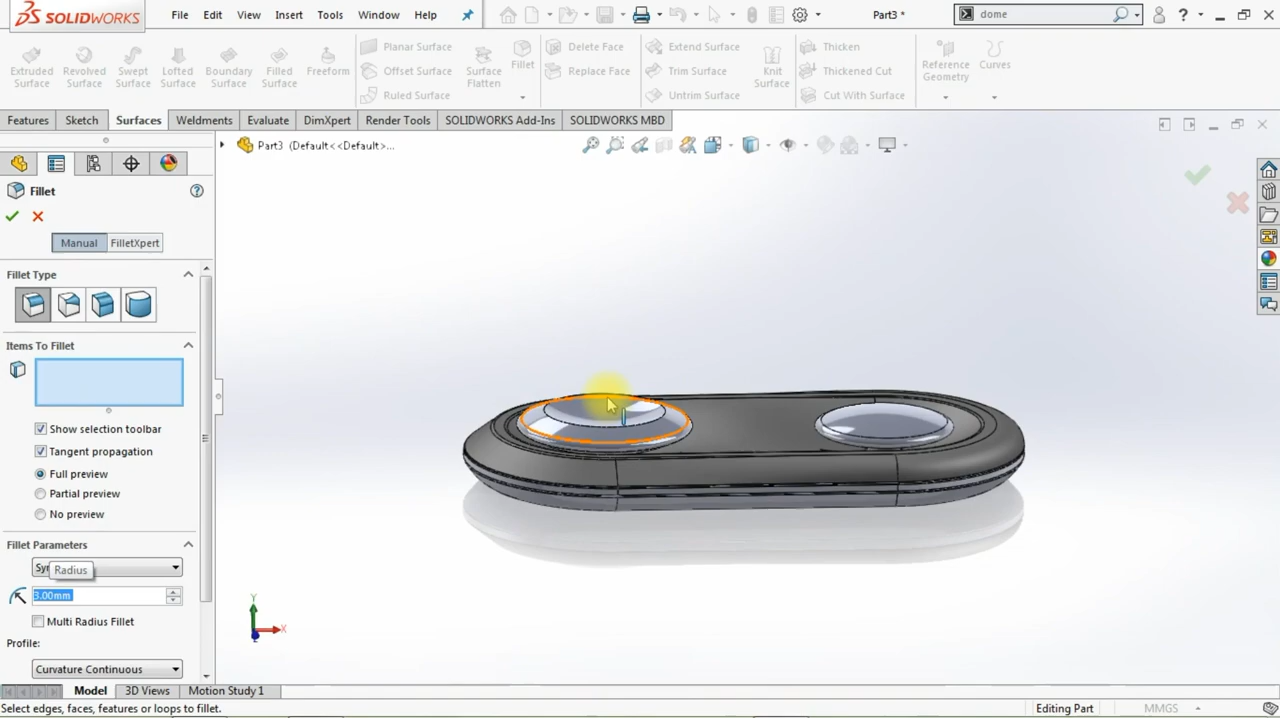 SOLIDWORKS File Edit View Insert Tools Window Help Part3 * dome
Extruded Surface Revolved Surface Swept Surface Lofted Surface Boundary Surface Filled Surface Freeform
Planar Surface
Offset Surface
Ruled Surface
Surface Flatten
Fillet
Delete Face
Replace Face
Extend Surface
Trim Surface
Untrim Surface
Knit Surface
Thicken
Thickened Cut
Cut With Surface
Reference Geometry
Curves
Features Sketch Surfaces Weldments Evaluate DimXpert Render Tools SOLIDWORKS Add-Ins SOLIDWORKS MBD
Part3 (Default<<Default>...
Fillet
Manual FilletXpert
Fillet Type
Items To Fillet
Show selection toolbar
Tangent propagation
Full preview
Partial preview
No preview
Fillet Parameters
Radius
3.00mm
Multi Radius Fillet
Profile:
Curvature Continuous
Y
X
Z
Model 3D Views Motion Study 1
Select edges, faces, features or loops to fillet. Editing Part MMGS